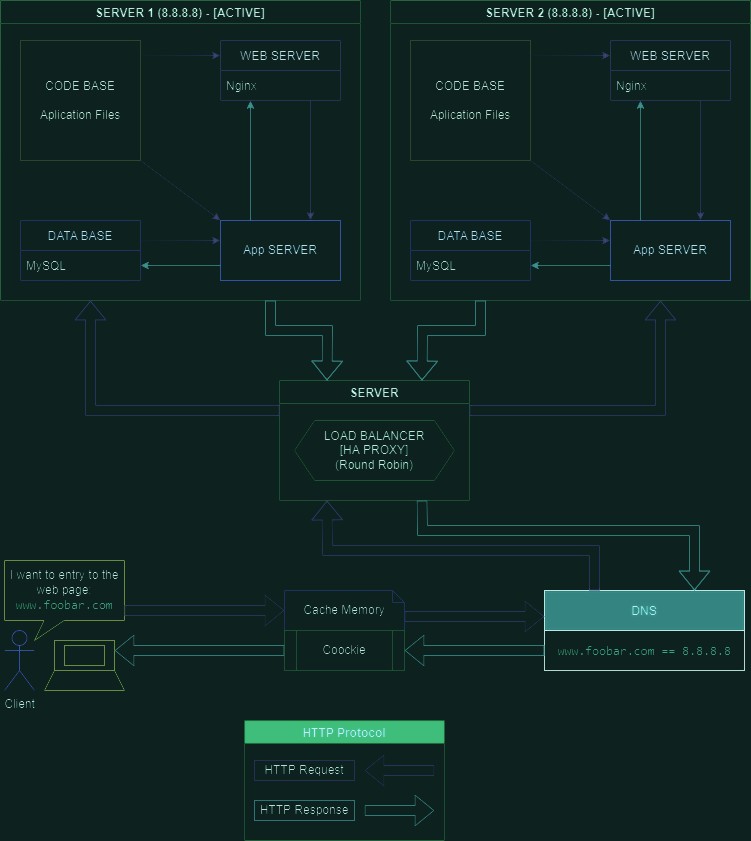 SERVER 1 (8.8.8.8) - [ACTIVE]
SERVER 2 (8.8.8.8) - [ACTIVE]
CODE BASE
Aplication Files
WEB SERVER
Nginx
DATA BASE
MySQL
App SERVER
CODE BASE
Aplication Files
WEB SERVER
Nginx
DATA BASE
MySQL
App SERVER
SERVER
LOAD BALANCER
[HA PROXY]
(Round Robin)
I want to entry to the
web page
www.foobar.com
Client
Cache Memory
Coockie
DNS
www.foobar.com == 8.8.8.8
HTTP Protocol
HTTP Request
HTTP Response